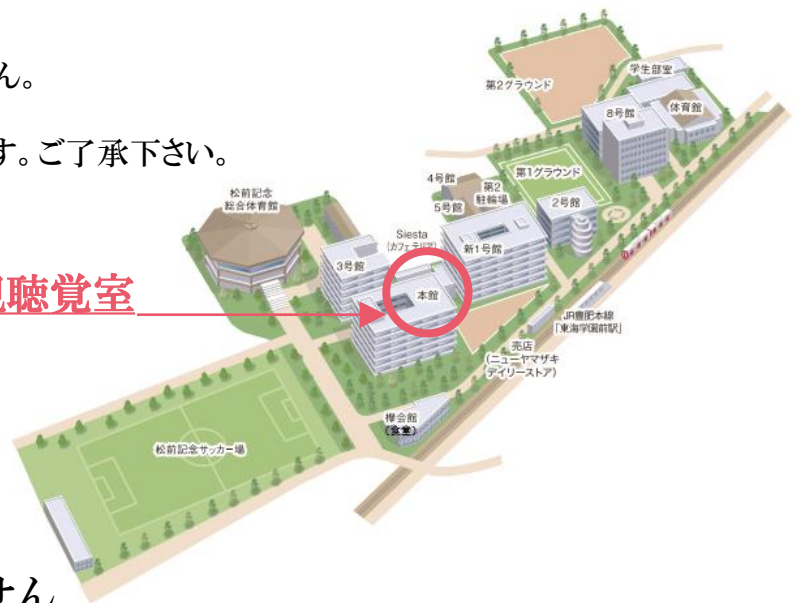 ん。
す。ご了承下さい。
視聴覚室
学生部室
第2グラウンド
体育館
8号館
第1グラウンド
4号館
5号館
第2
駐輪場
2号館
松前記念
総合体育館
Siesta
(カフェテリア)
新1号館
3号館
本館
JR豊肥本線
「東海学園前駅」
売店
(ニューヤマザキ
デイリーストア)
欅会館
(食堂)
松前記念サッカー場
せん